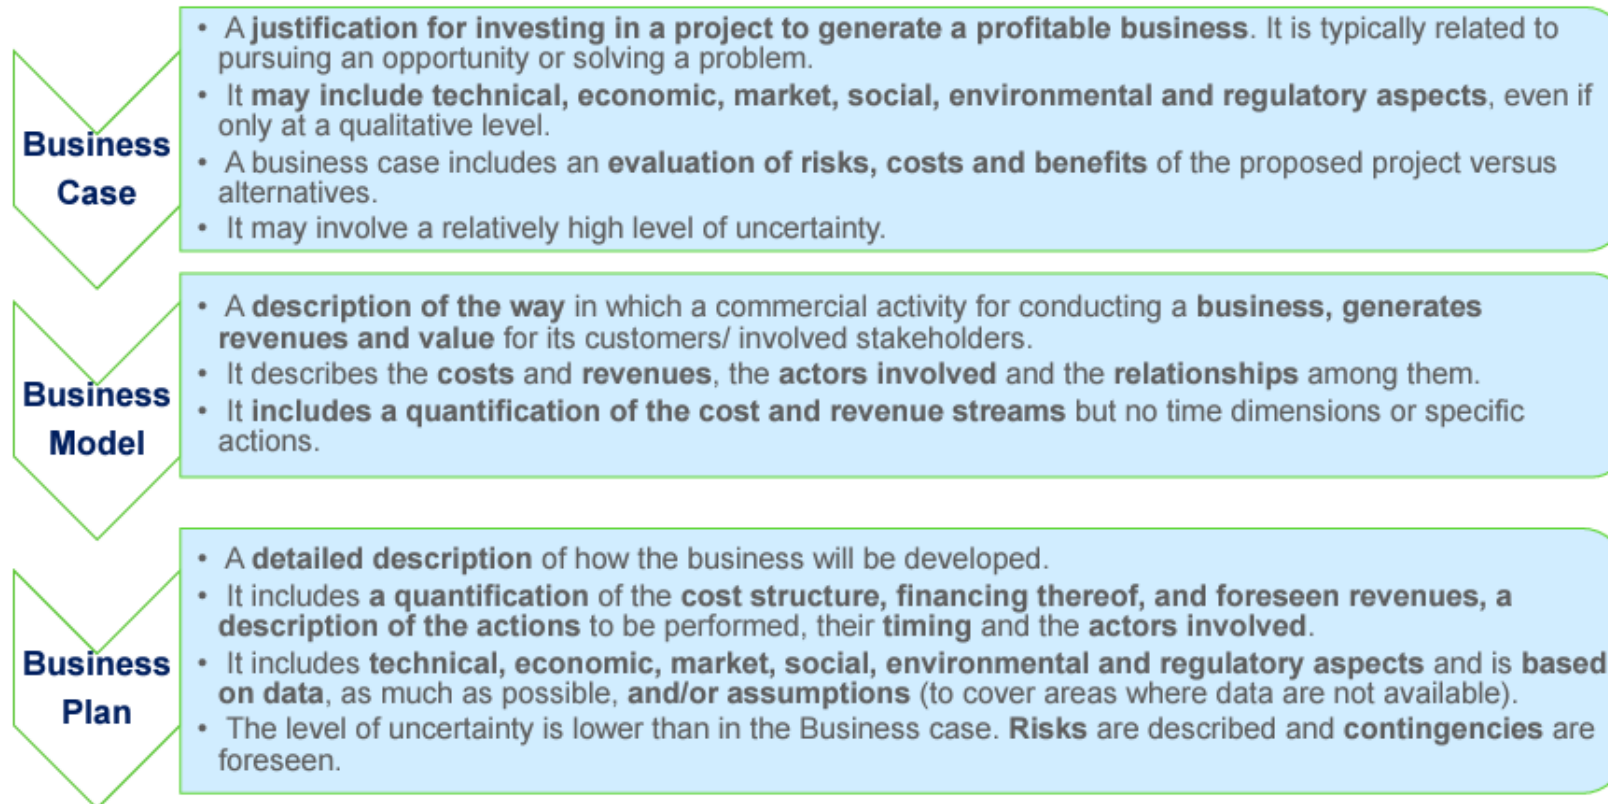 Business
Case
• A justification for investing in a project to generate a profitable business. It is typically related to
pursuing an opportunity or solving a problem.
• It may include technical, economic, market, social, environmental and regulatory aspects, even if
only at a qualitative level.
• A business case includes an evaluation of risks, costs and benefits of the proposed project versus
alternatives.
• It may involve a relatively high level of uncertainty.
Business
Model
• A description of the way in which a commercial activity for conducting a business, generates
revenues and value for its customers/ involved stakeholders.
• It describes the costs and revenues, the actors involved and the relationships among them.
• It includes a quantification of the cost and revenue streams but no time dimensions or specific
actions.
Business
Plan
• A detailed description of how the business will be developed.
• It includes a quantification of the cost structure, financing thereof, and foreseen revenues, a
description of the actions to be performed, their timing and the actors involved.
• It includes technical, economic, market, social, environmental and regulatory aspects and is based
on data, as much as possible, and/or assumptions (to cover areas where data are not available).
• The level of uncertainty is lower than in the Business case. Risks are described and contingencies are
foreseen.